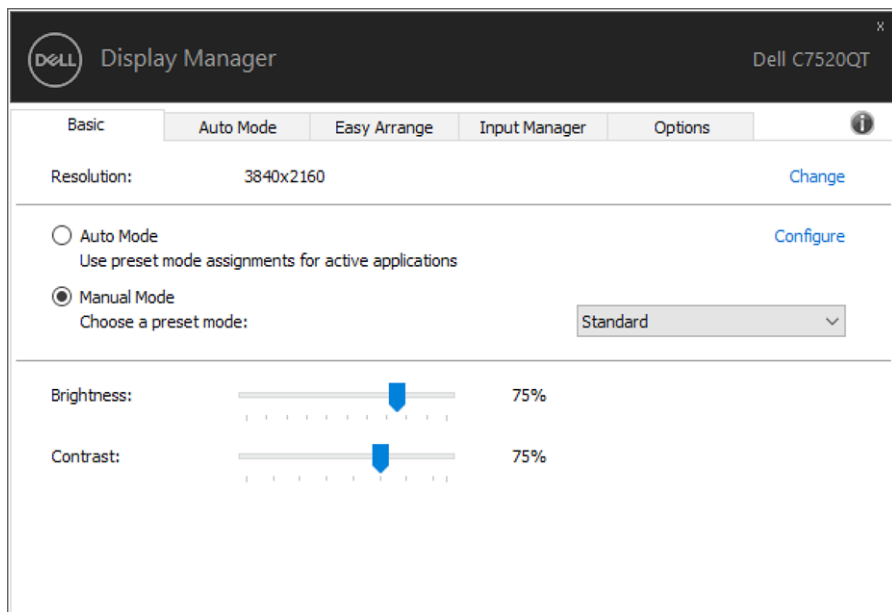 DELL Display Manager Dell C7520QT x
Basic Auto Mode Easy Arrange Input Manager Options i
Resolution: 3840x2160 Change
Auto Mode Configure
Use preset mode assignments for active applications
Manual Mode
Choose a preset mode: Standard
Brightness: 75%
Contrast: 75%